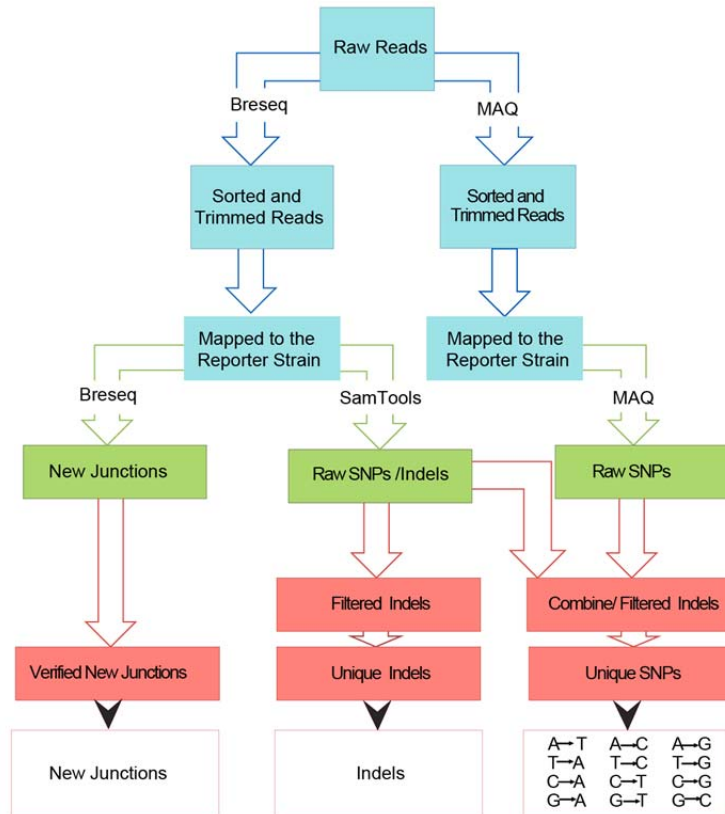 Raw Reads
Breseq
MAQ
Sorted and
Trimmed Reads
Sorted and
Trimmed Reads
Mapped to the
Reporter Strain
Mapped to the
Reporter Strain
Breseq
SamTools
MAQ
New Junctions
Raw SNPs /Indels
Raw SNPs
Filtered Indels
Combine/ Filtered Indels
Verified New Junctions
Unique Indels
Unique SNPs
New Junctions
Indels
A→T A→C A→G
T→A T→C T→G
C→A C→T C→G
G→A G→T G→C